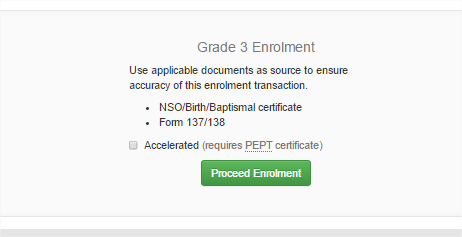 Grade 3 Enrolment
Use applicable documents as source to ensure
accuracy of this enrolment transaction.
• NSO/Birth/Baptismal certificate
• Form 137/138
Accelerated (requires PEPT certificate)
Proceed Enrolment